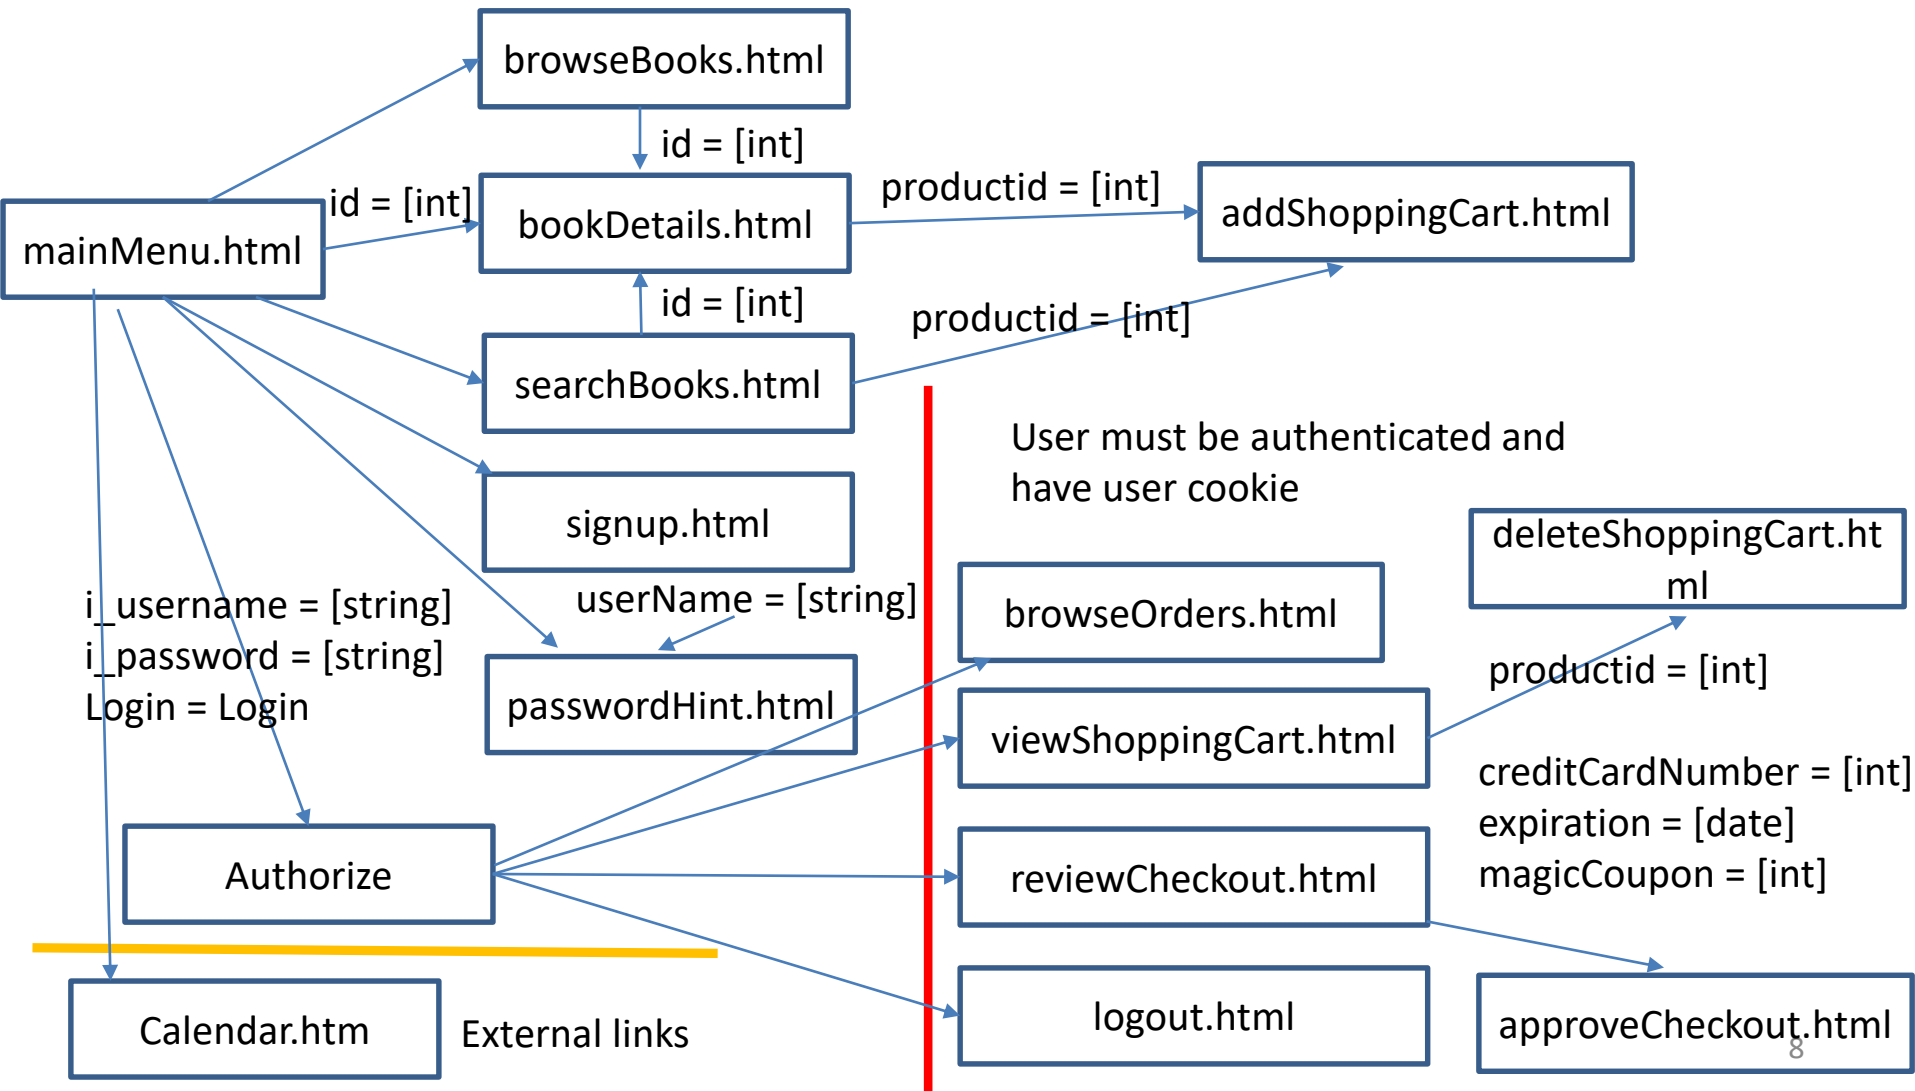 browseBooks.html
id = [int]
mainMenu.html
id = [int]
bookDetails.html
productid = [int]
addShoppingCart.html
id = [int]
productid = [int]
searchBooks.html
User must be authenticated and
have user cookie
signup.html
deleteShoppingCart.ht
ml
i_username = [string]
i_password = [string]
Login = Login
userName = [string]
browseOrders.html
passwordHint.html
productid = [int]
viewShoppingCart.html
creditCardNumber = [int]
expiration = [date]
magicCoupon = [int]
Authorize
reviewCheckout.html
Calendar.htm
External links
logout.html
approveCheckout.html
8